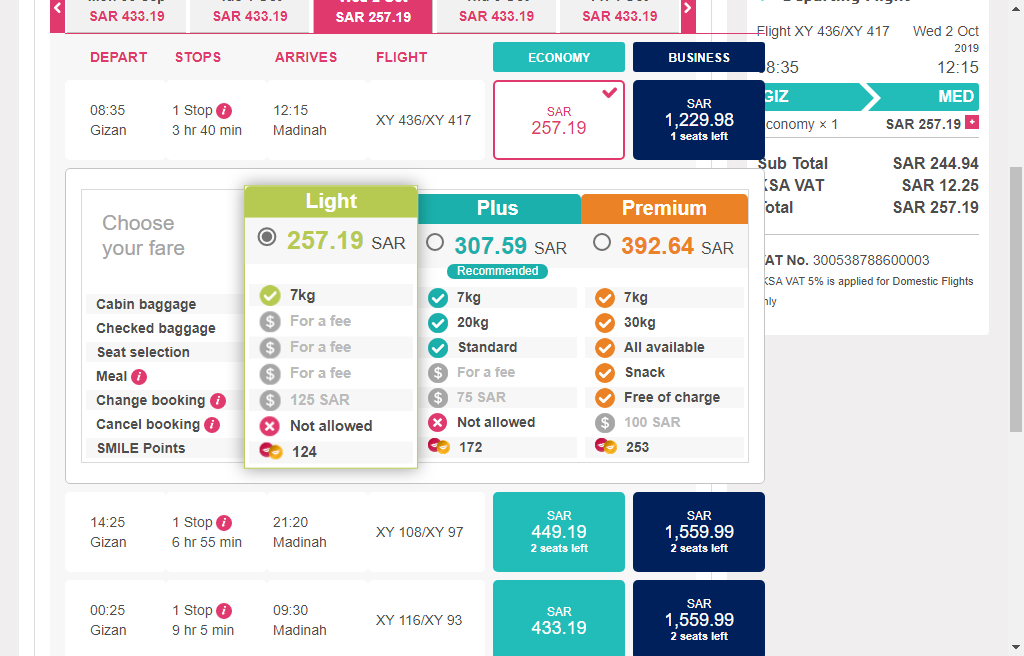 SAR 433.19
SAR 433.19
SAR 257.19
SAR 433.19
SAR 433.19
DEPART STOPS ARRIVES FLIGHT ECONOMY BUSINESS
08:35 1 Stop i 12:15 XY 436/XY 417
Gizan 3 hr 40 min Madinah
SAR
257.19
SAR
1,229.98
1 seats left
Choose
your fare
Light Plus Premium
257.19 SAR 307.59 SAR 392.64 SAR
Recommended
Cabin baggage 7kg 7kg 7kg
Checked baggage $ For a fee 20kg 30kg
Seat selection $ For a fee Standard All available
Meal i $ For a fee $ For a fee Snack
Change booking i $ 125 SAR $ 75 SAR Free of charge
Cancel booking i Not allowed Not allowed $ 100 SAR
SMILE Points 124 172 253
14:25 1 Stop i 21:20 XY 108/XY 97
Gizan 6 hr 55 min Madinah
SAR
449.19
2 seats left
SAR
1,559.99
2 seats left
00:25 1 Stop i 09:30 XY 116/XY 93
Gizan 9 hr 5 min Madinah
SAR
433.19
SAR
1,559.99
2 seats left
Flight XY 436/XY 417 Wed 2 Oct
2019
08:35 12:15
GIZ MED
Economy × 1 SAR 257.19 +
Sub Total SAR 244.94
KSA VAT SAR 12.25
Total SAR 257.19
VAT No. 300538788600003
KSA VAT 5% is applied for Domestic Flights
only